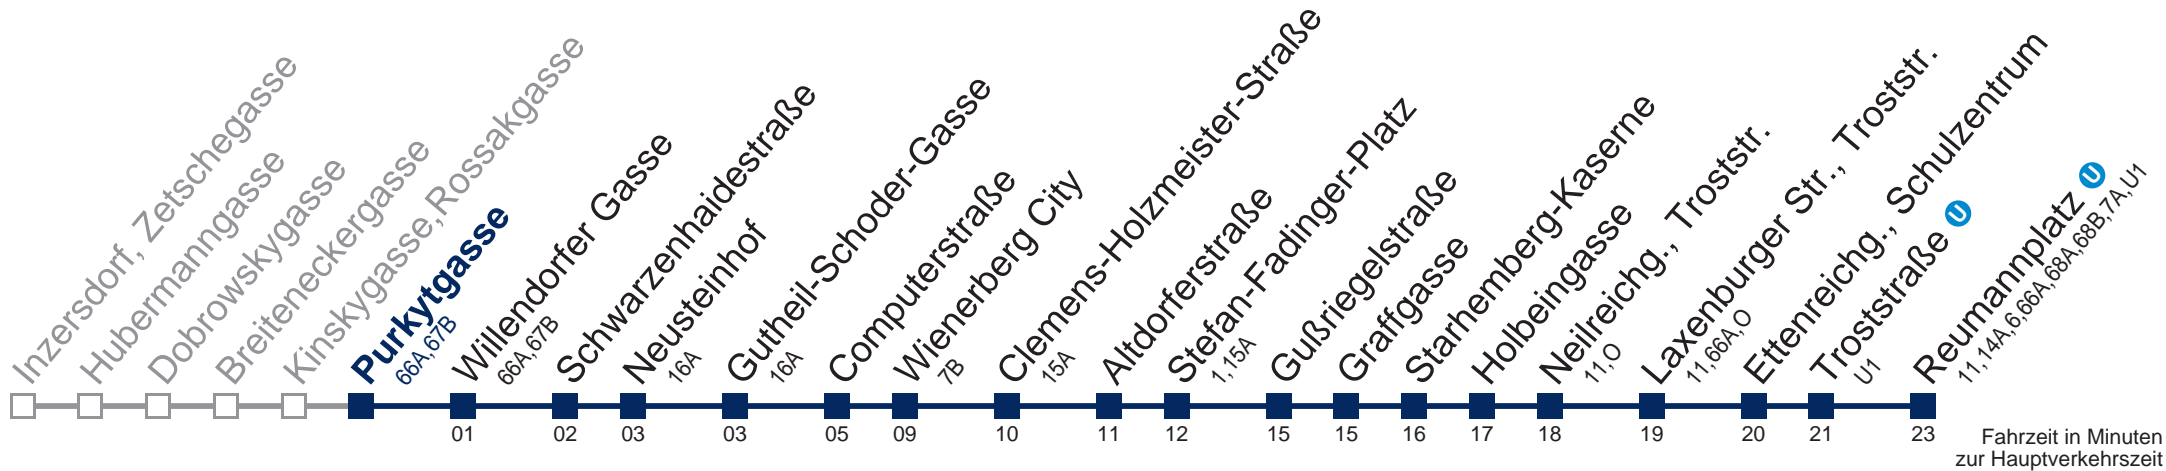 Inzersdorf, Zetschegasse
Hubermanngasse
Dobrowskygasse
Breiteneckergasse
Kinskygasse,Rossakgasse
Purkytgasse
66A,67B
Willendorfer Gasse
66A,67B
Schwarzenhaidestraße
Neusteinhof
16A
Gutheil-Schoder-Gasse
16A
Computerstraße
Wienerberg City
7B
Clemens-Holzmeister-Straße
15A
Altdorferstraße
Stefan-Fadinger-Platz
1,15A
Gußriegelstraße
Graffgasse
Starhemberg-Kaserne
Holbeingasse
Neilreichg., Troststr.
11,O
Laxenburger Str., Troststr.
11,66A,O
Ettenreichg., Schulzentrum
Troststraße U
U1
Reumannplatz U
11,14A,6,66A,68A,68B,7A,U1
01 02 03 03 05 09 10 11 12 15 15 16 17 18 19 20 21 23
Fahrzeit in Minuten
zur Hauptverkehrszeit